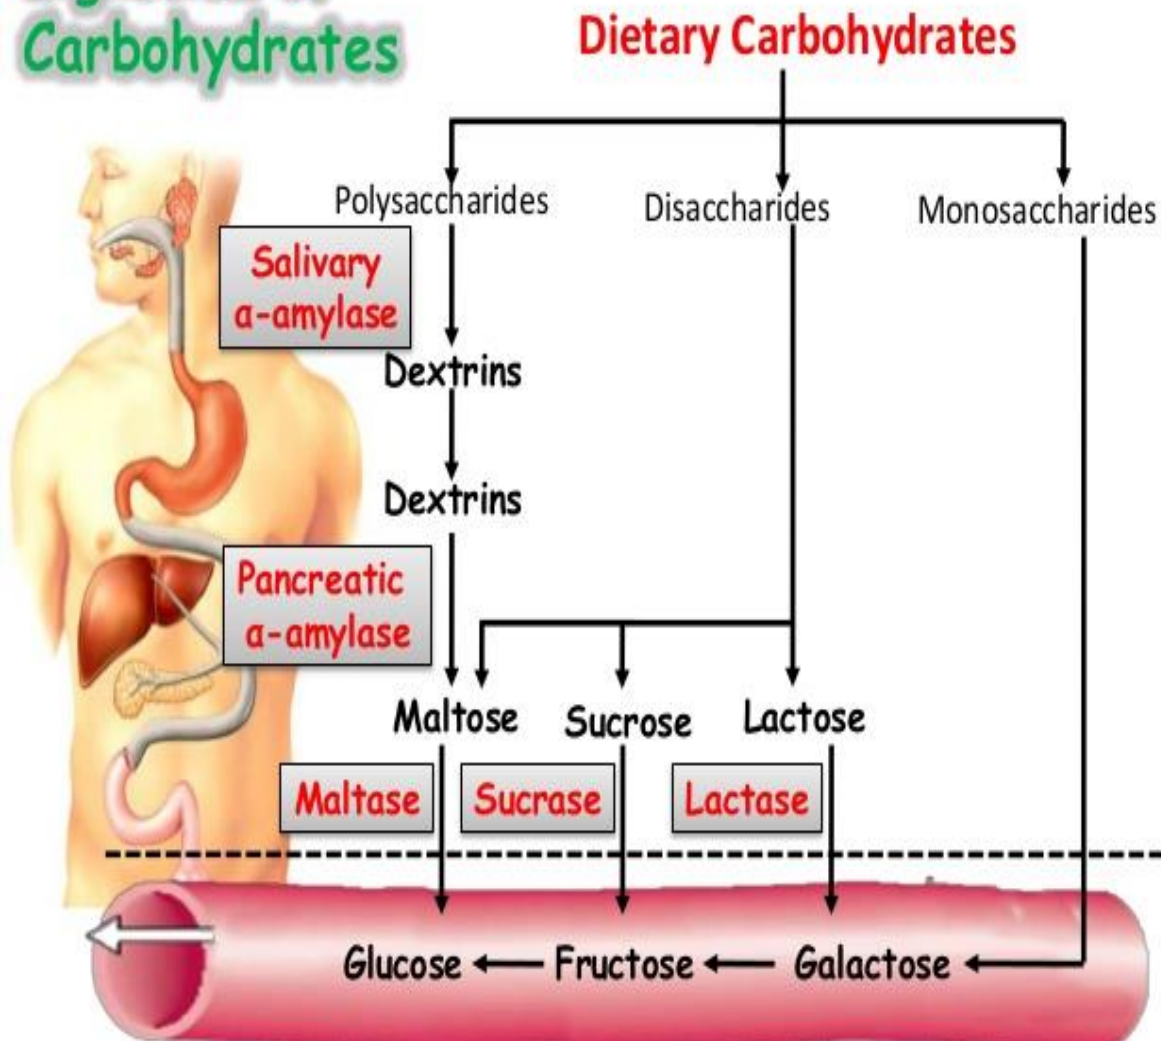 Carbohydrates
Dietary Carbohydrates
Polysaccharides
Disaccharides
Monosaccharides
Salivary
α-amylase
Dextrins
Dextrins
Pancreatic
α-amylase
Maltose
Sucrose
Lactose
Maltase
Sucrase
Lactase
Glucose
Fructose
Galactose